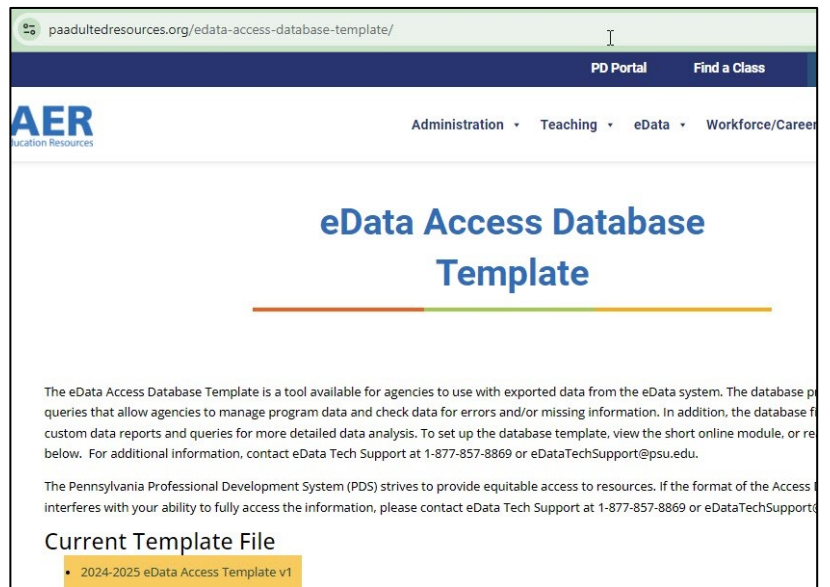 paadultedresources.org/edata-access-database-template/
PD Portal Find a Class
AER
Administration Teaching eData Workforce/Career
ucation Resources
eData Access Database
Template
The eData Access Database Template is a tool available for agencies to use with exported data from the eData system. The database
queries that allow agencies to manage program data and check data for errors and/or missing information. In addition, the database
custom data reports and queries for more detailed data analysis. To set up the database template, view the short online module, or
below. For additional information, contact eData Tech Support at 1-877-857-8869 or eDataTechSupport@psu.edu.
The Pennsylvania Professional Development System (PDS) strives to provide equitable access to resources. If the format of the Access
interferes with your ability to fully access the information, please contact eData Tech Support at 1-877-857-8869 or eDataTechSupport
Current Template File
• 2024-2025 eData Access Template v1